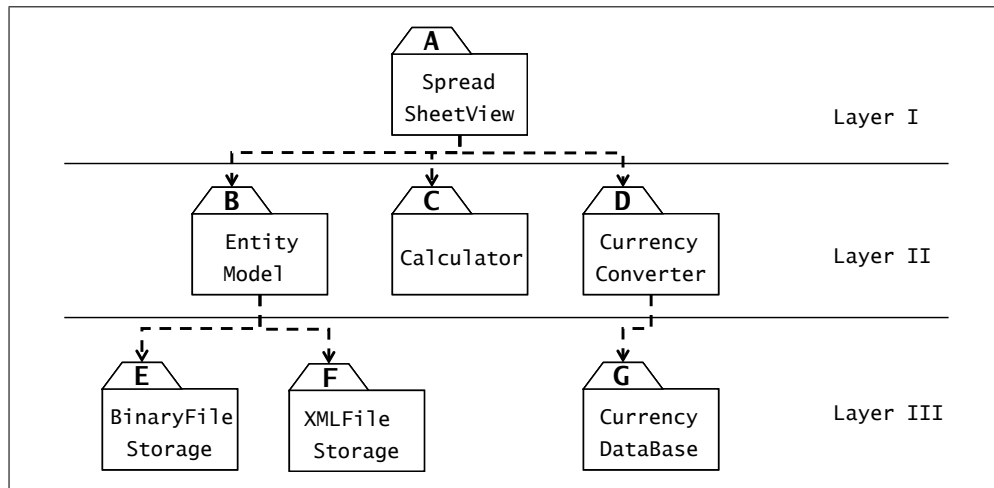 A
Spread
SheetView
Layer I
B
Entity
Model
C
Calculator
D
Currency
Converter
Layer II
E
BinaryFile
Storage
F
XMLFile
Storage
G
Currency
DataBase
Layer III